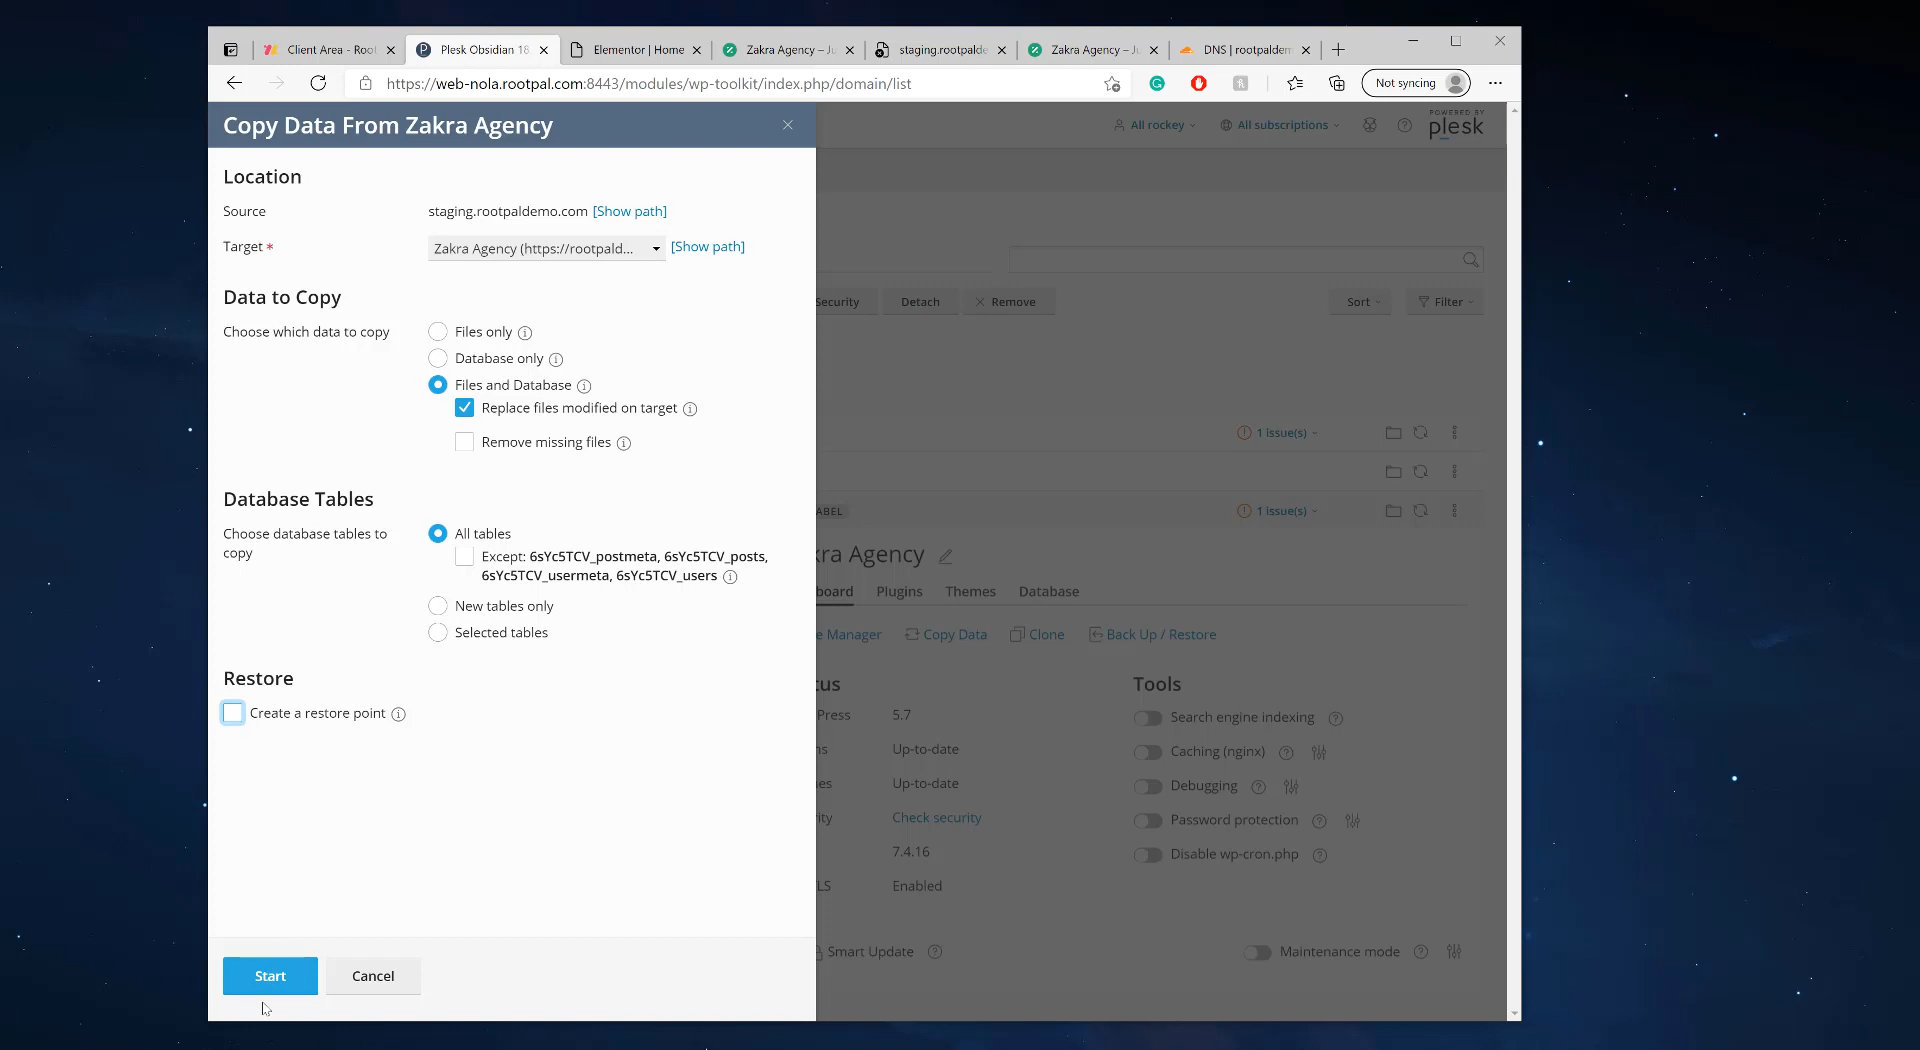 Client Area - Root
Plesk Obsidian 18
Elementor | Home
Zakra Agency – Ju
staging.rootpalde
Zakra Agency – Ju
DNS | rootpaldem
https://web-nola.rootpal.com:8443/modules/wp-toolkit/index.php/domain/list
Not syncing
Copy Data From Zakra Agency
All rockey
All subscriptions
POWERED BY
plesk
Location
Source
staging.rootpaldemo.com [Show path]
Target *
Zakra Agency (https://rootpald...
[Show path]
Data to Copy
Security
Detach
Remove
Sort
Filter
Choose which data to copy
Files only
Database only
Files and Database
Replace files modified on target
Remove missing files
1 issue(s)
Database Tables
ABEL
1 issue(s)
Choose database tables to
copy
All tables
Except: 6sYc5TCV_postmeta, 6sYc5TCV_posts,
6sYc5TCV_usermeta, 6sYc5TCV_users
New tables only
Selected tables
kra Agency
board
Plugins
Themes
Database
e Manager
Copy Data
Clone
Back Up / Restore
Restore
Create a restore point
tus
Press
5.7
ns
Up-to-date
es
Up-to-date
ity
Check security
7.4.16
LS
Enabled
Tools
Search engine indexing
Caching (nginx)
Debugging
Password protection
Disable wp-cron.php
Smart Update
Maintenance mode
Start
Cancel